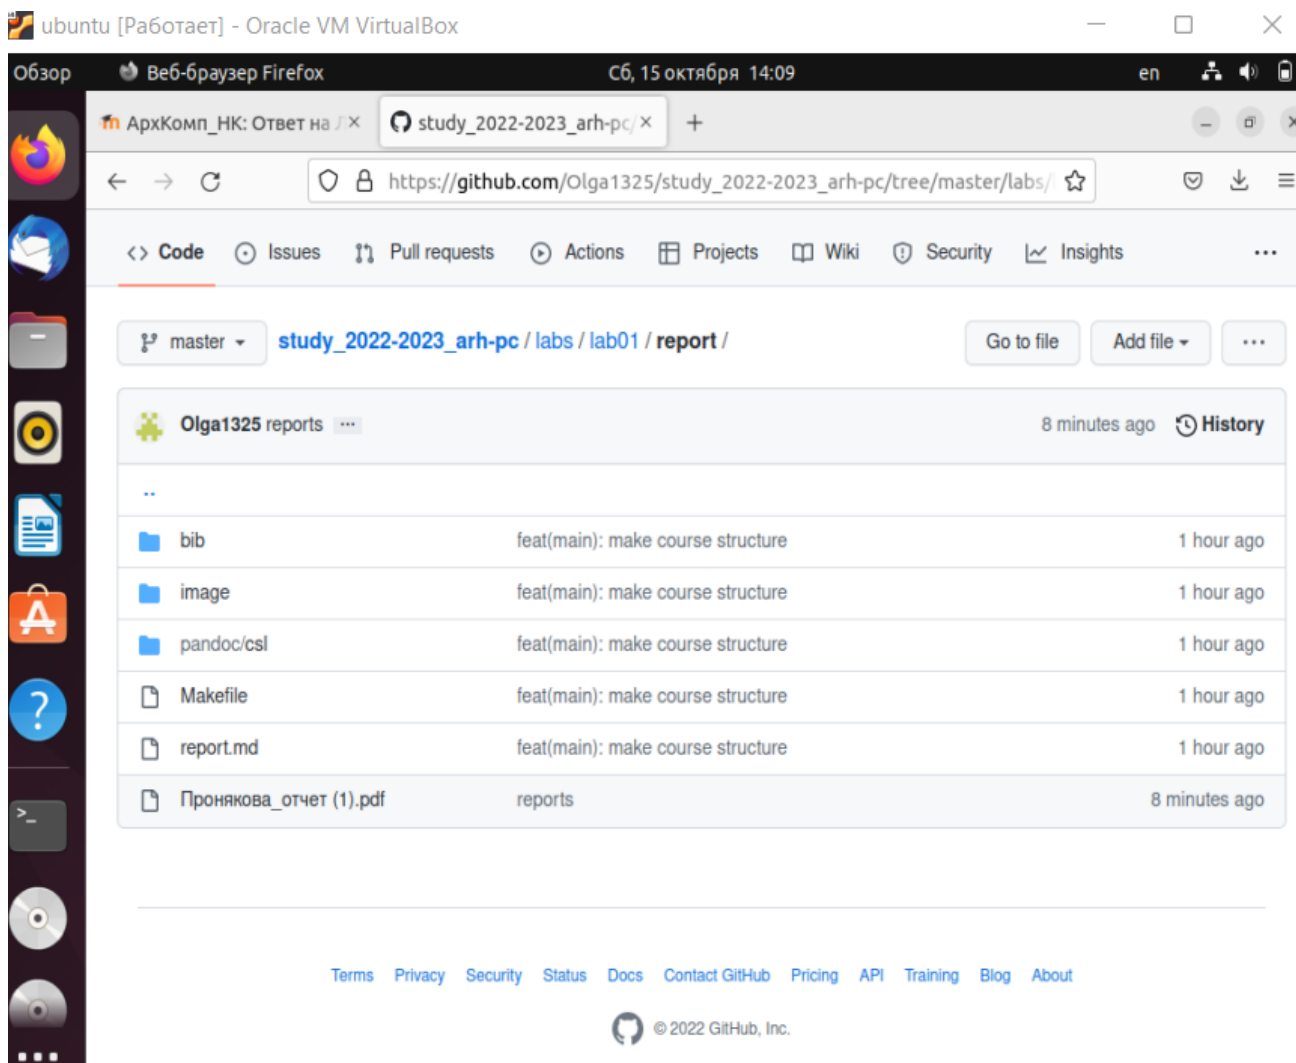 ubuntu [Работает] - Oracle VM VirtualBox
Обзор Веб-браузер Firefox Сб, 15 октября 14:09 en
АрхКомп_НК: Ответ на Л study_2022-2023_arh-pc/
https://github.com/Olga1325/study_2022-2023_arh-pc/tree/master/labs/
Code Issues Pull requests Actions Projects Wiki Security Insights
master study_2022-2023_arh-pc / labs / lab01 / report / Go to file Add file
Olga1325 reports 8 minutes ago History
..
bib feat(main): make course structure 1 hour ago
image feat(main): make course structure 1 hour ago
pandoc/csl feat(main): make course structure 1 hour ago
Makefile feat(main): make course structure 1 hour ago
report.md feat(main): make course structure 1 hour ago
Пронякова_отчет (1).pdf reports 8 minutes ago
Terms Privacy Security Status Docs Contact GitHub Pricing API Training Blog About
© 2022 GitHub, Inc.